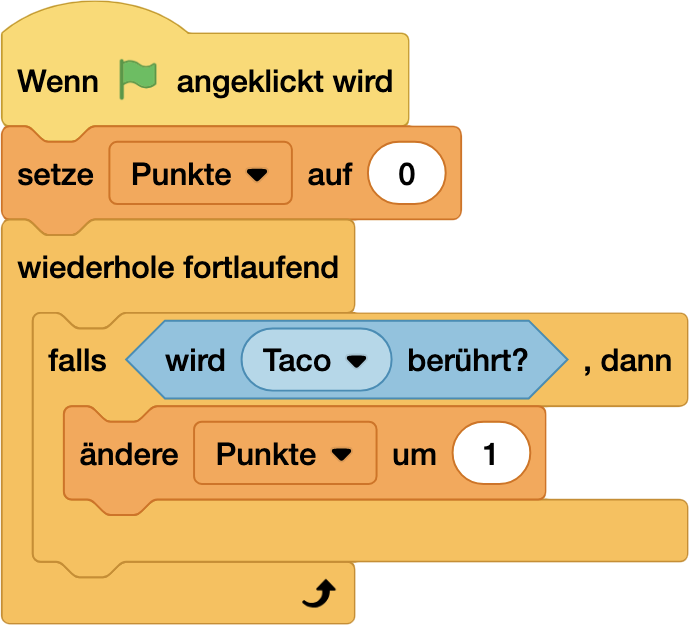 Wenn angeklickt wird
setze Punkte auf 0
wiederhole fortlaufend
falls wird Taco berührt? , dann
ändere Punkte um 1